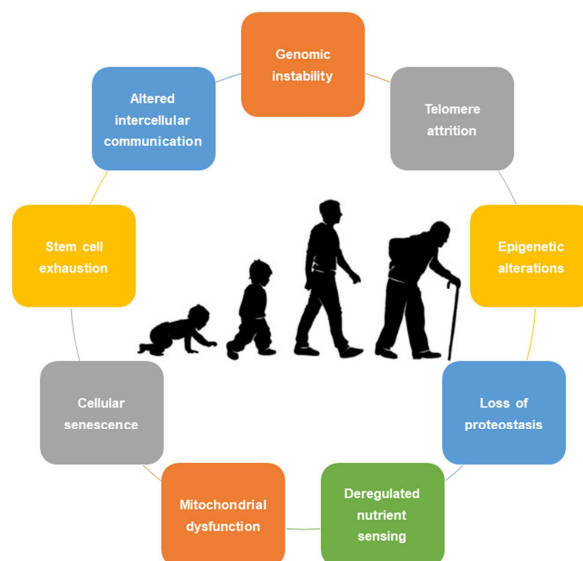 Genomic
instability
Telomere
attrition
Epigenetic
alterations
Loss of
proteostasis
Deregulated
nutrient
sensing
Mitochondrial
dysfunction
Cellular
senescence
Stem cell
exhaustion
Altered
intercellular
communication